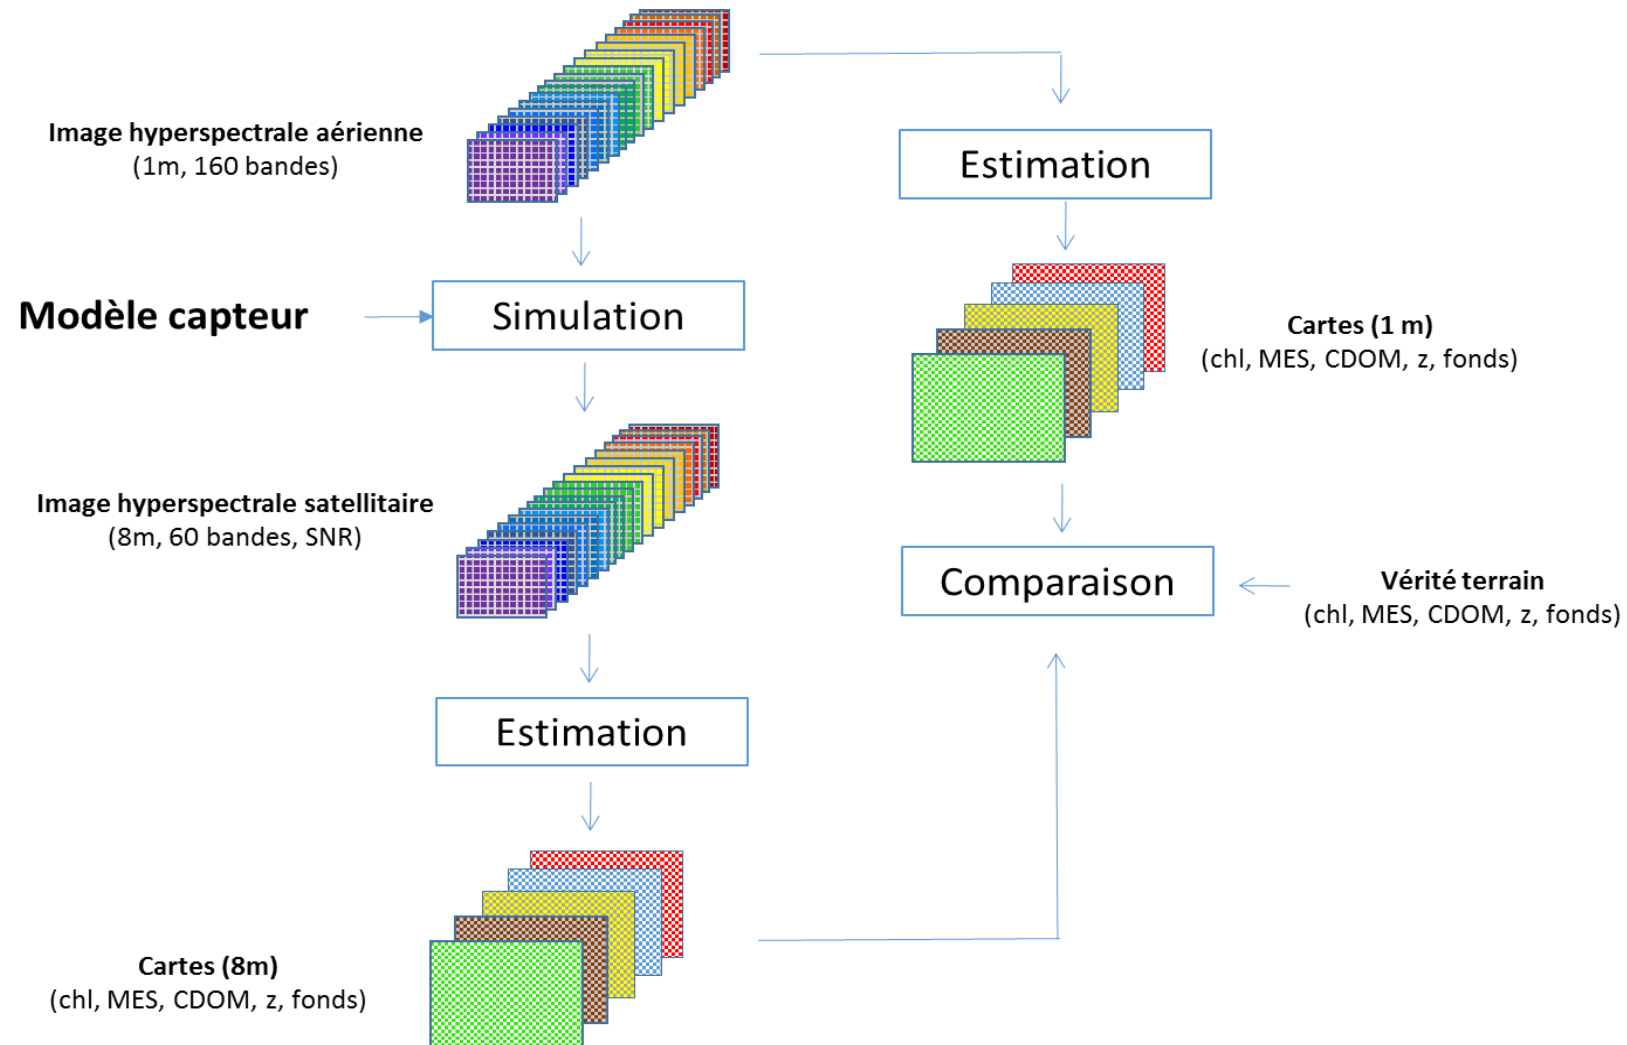 Image hyperspectrale aérienne
(1m, 160 bandes)
Estimation
Modèle capteur
Simulation
Cartes (1 m)
(chl, MES, CDOM, z, fonds)
Image hyperspectrale satellitaire
(8m, 60 bandes, SNR)
Comparaison
Vérité terrain
(chl, MES, CDOM, z, fonds)
Estimation
Cartes (8m)
(chl, MES, CDOM, z, fonds)